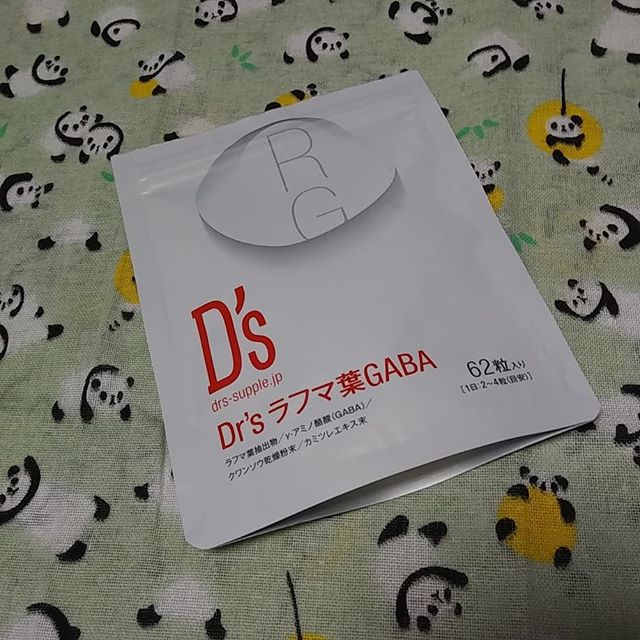 RG
D's
drs-supple.jp
Dr's ラフマ葉GABA
62粒入り
[1日:2~4粒(目安)]
ラフマ葉抽出物/γ-アミノ酪酸(GABA)/
クワンソウ乾燥粉末/カミツレエキス末